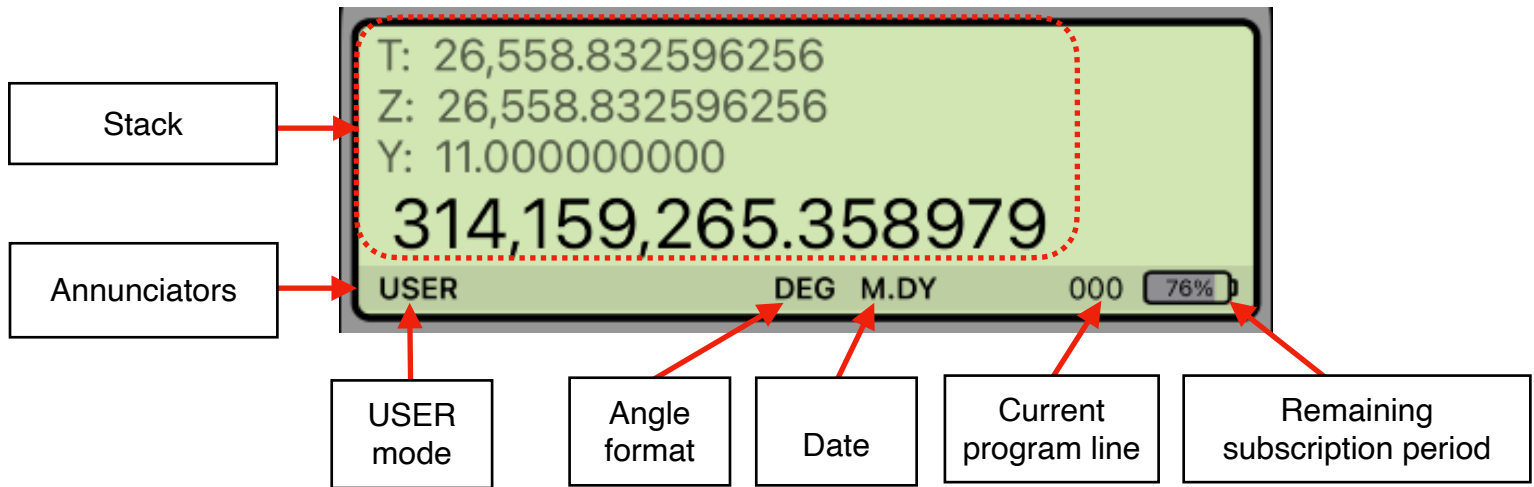 T: 26,558.832596256
Z: 26,558.832596256
Stack
Y: 11.000000000
314,159,265.358979
Annunciators
USER DEG M.DY 000 76%
USER
mode
Angle
format
Date
Current
program line
Remaining
subscription period